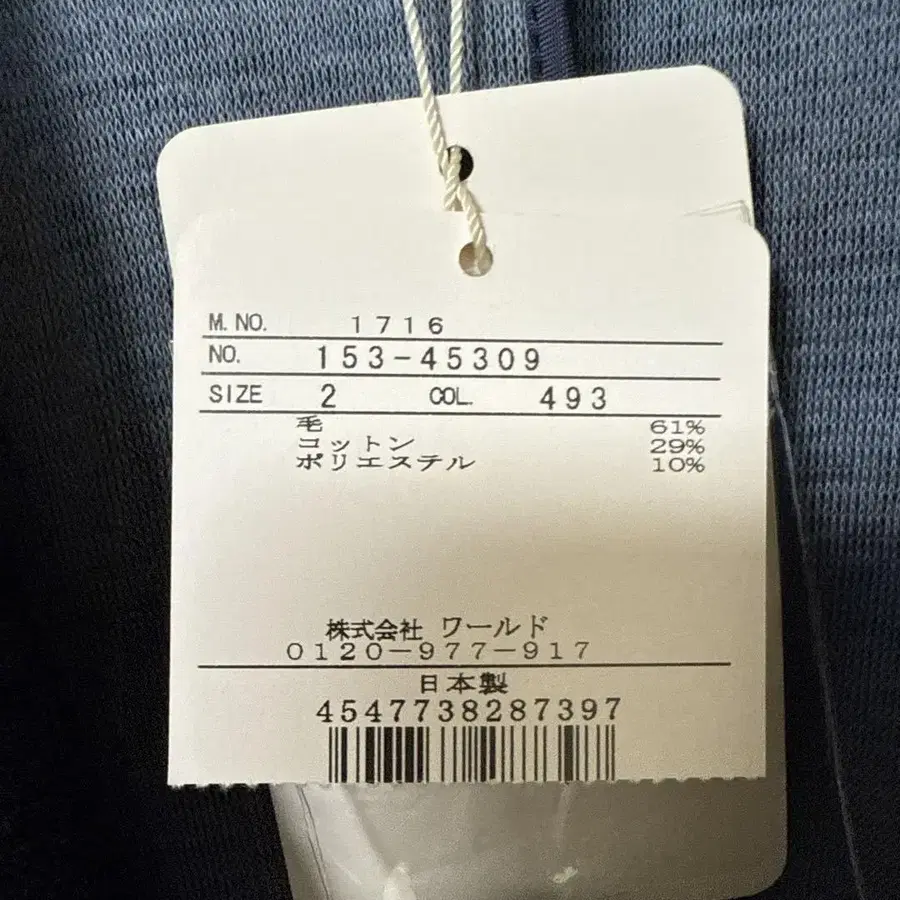 M. NO. 1716
NO. 153-45309
SIZE 2 COL. 493
毛 61%
コットン 29%
ポリエステル 10%
株式会社 ワールド
0120-977-917
日本製
4547738287397